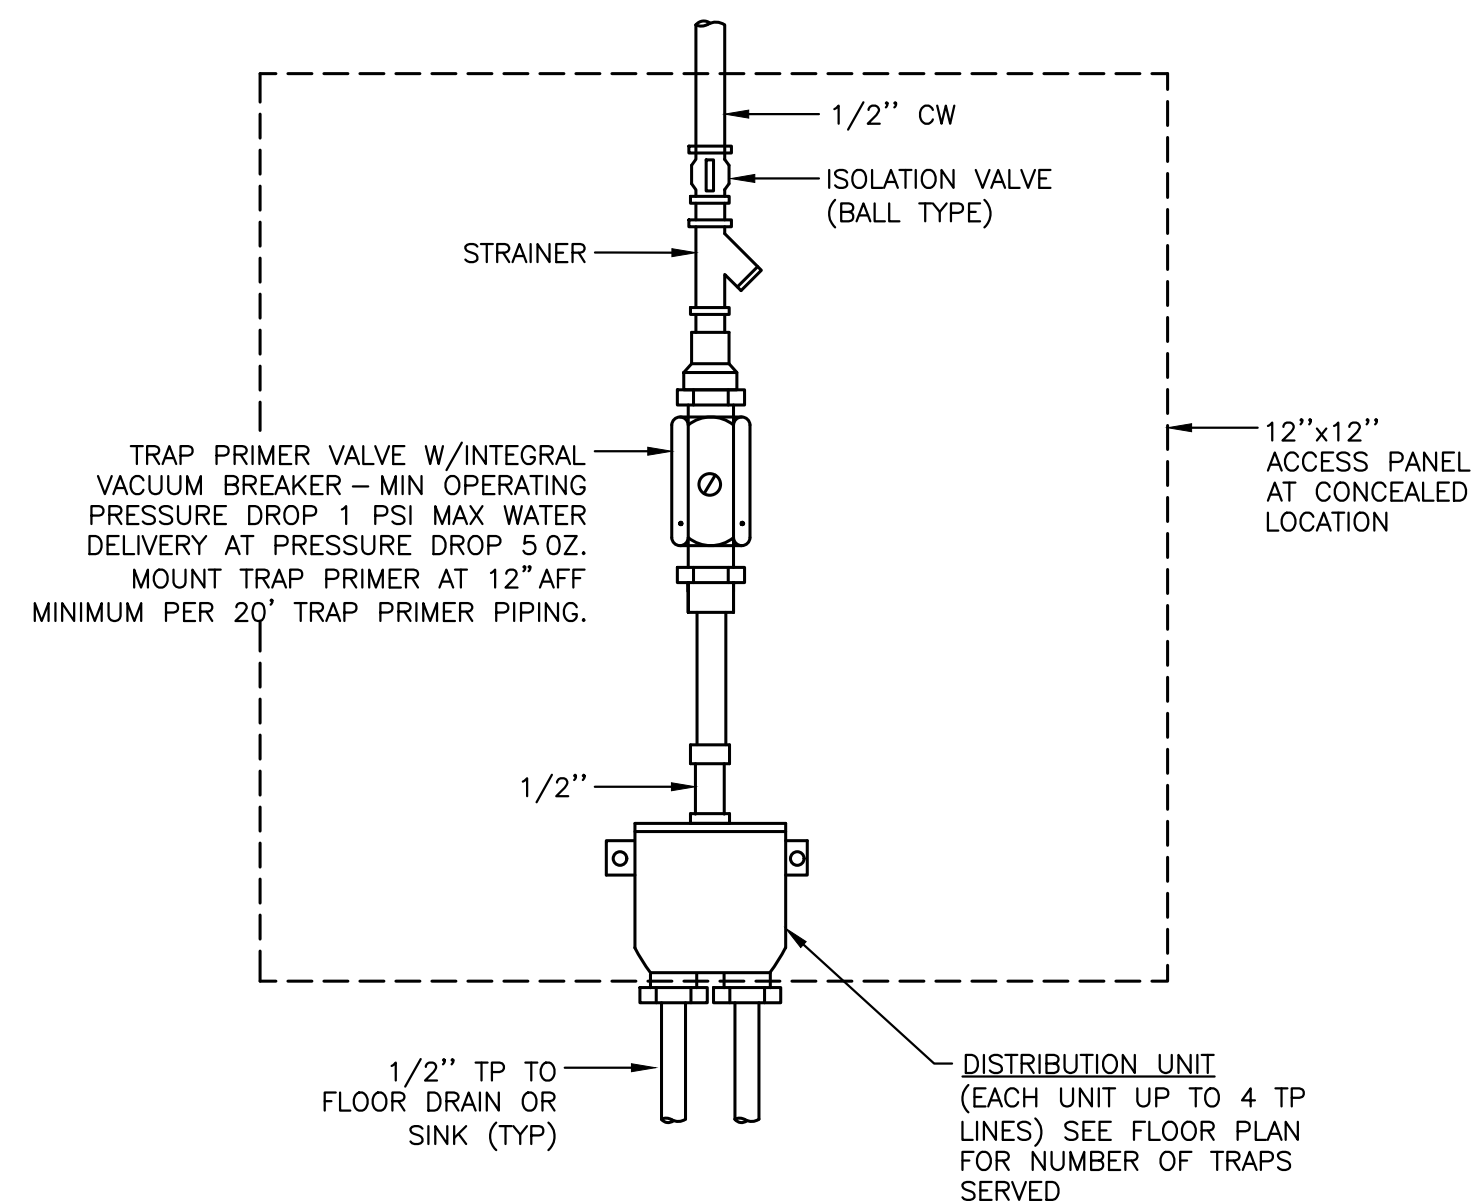 1/2'' CW
ISOLATION VALVE
(BALL TYPE)
STRAINER
12''x12''
ACCESS PANEL
AT CONCEALED
LOCATION
TRAP PRIMER VALVE W/INTEGRAL
VACUUM BREAKER – MIN OPERATING
PRESSURE DROP 1 PSI MAX WATER
DELIVERY AT PRESSURE DROP 5 OZ.
MOUNT TRAP PRIMER AT 12" AFF
MINIMUM PER 20' TRAP PRIMER PIPING.
1/2''
1/2'' TP TO
FLOOR DRAIN OR
SINK (TYP)
DISTRIBUTION UNIT
(EACH UNIT UP TO 4 TP
LINES) SEE FLOOR PLAN
FOR NUMBER OF TRAPS
SERVED